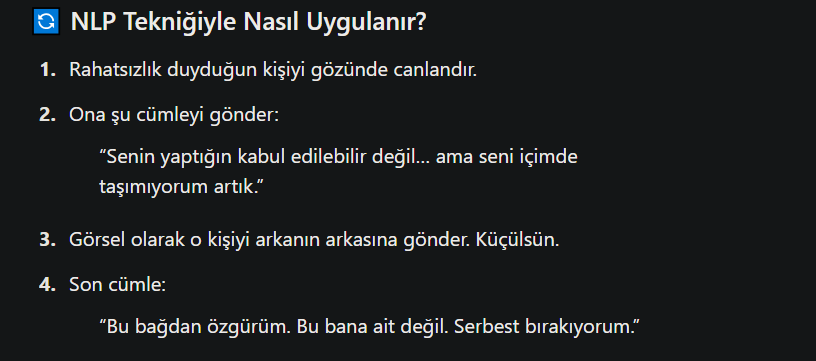 🔄 NLP Tekniğiyle Nasıl Uygulanır?
1. Rahatsızlık duyduğun kişiyi gözünde canlandır.
2. Ona şu cümleyi gönder:
“Senin yaptığın kabul edilebilir değil... ama seni içimde
taşımıyorum artık.”
3. Görsel olarak o kişiyi arkanın arkasına gönder. Küçülsün.
4. Son cümle:
“Bu bağdan özgürüm. Bu bana ait değil. Serbest bırakıyorum.”